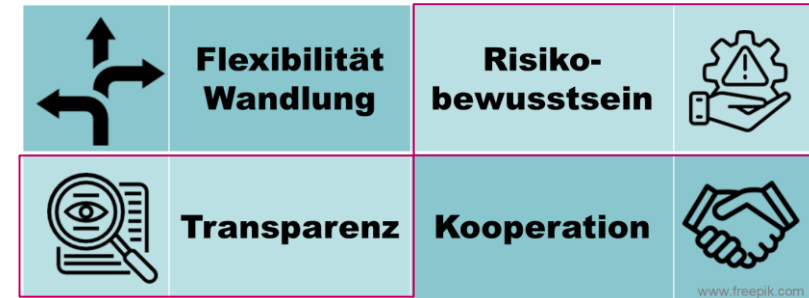 Flexibilität
Wandlung
Risiko-
bewusstsein
Transparenz
Kooperation
www.freepik.com